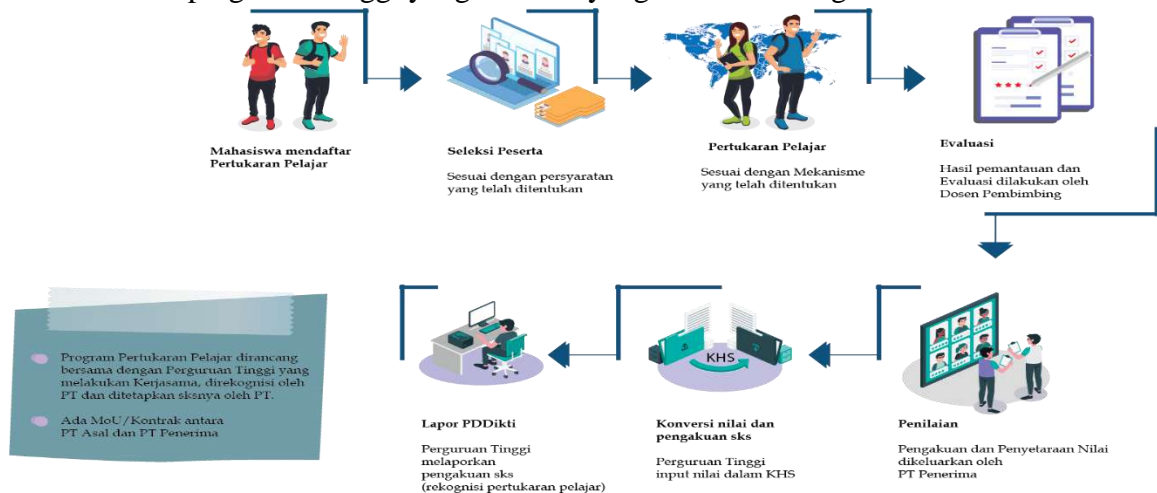 Mahasiswa mendaftar
Pertukaran Pelajar
Seleksi Peserta
Sesuai dengan persyaratan
yang telah ditentukan
Pertukaran Pelajar
Sesuai dengan Mekanisme
yang telah ditentukan
Evaluasi
Hasil pemantauan dan
Evaluasi dilakukan oleh
Dosen Pembimbing
Program Pertukaran Pelajar dirancang
bersama dengan Perguruan Tinggi yang
melakukan Kerjasama, direkognisi oleh
PT dan ditetapkan sksnya oleh PT.
Ada MoU/Kontrak antara
PT Asal dan PT Penerima
Lapor PDDikti
Perguruan Tinggi
melaporkan
pengakuan sks
(rekognisi pertukaran pelajar)
KHS
Konversi nilai dan
pengakuan sks
Perguruan Tinggi
input nilai dalam KHS
Penilaian
Pengakuan dan Penyetaraan Nilai
dikeluarkan oleh
PT Penerima